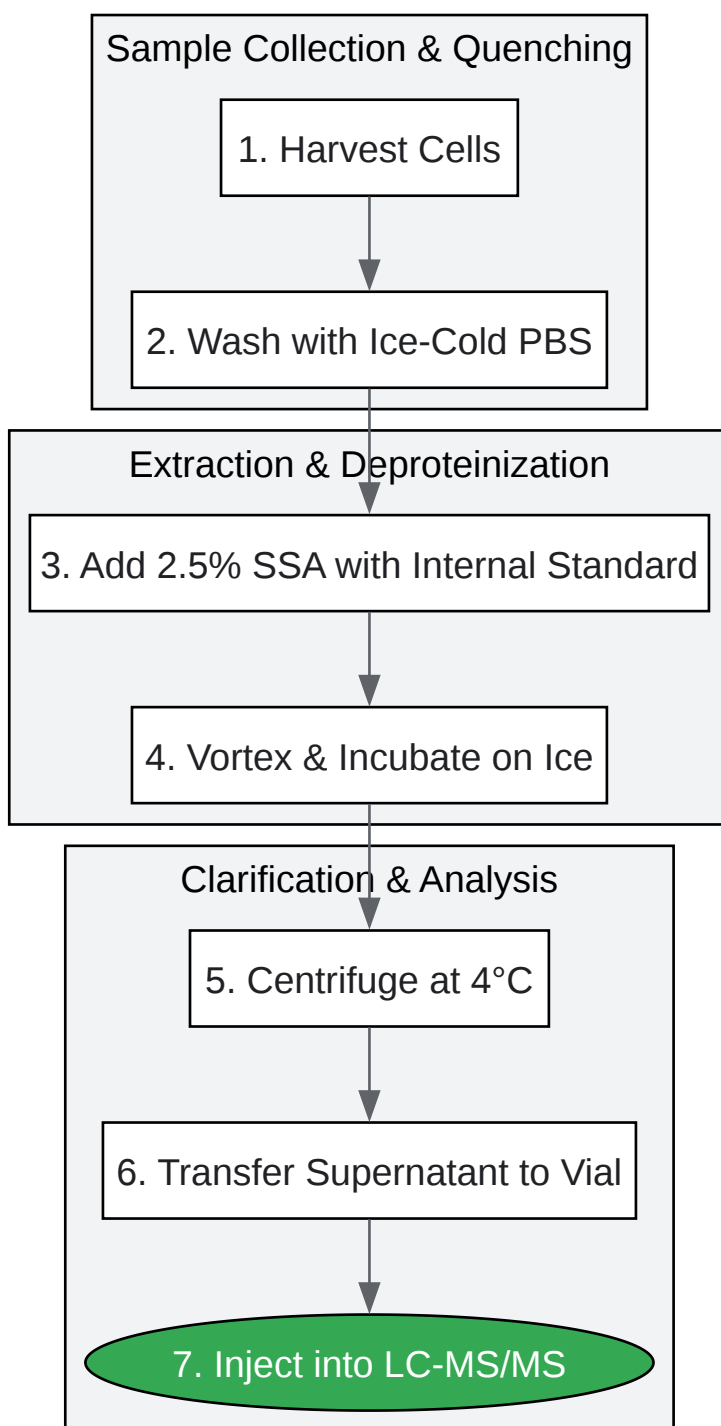 Sample Collection & Quenching
1. Harvest Cells
2. Wash with Ice-Cold PBS
Extraction & Deproteinization
3. Add 2.5% SSA with Internal Standard
4. Vortex & Incubate on Ice
Clarification & Analysis
5. Centrifuge at 4°C
6. Transfer Supernatant to Vial
7. Inject into LC-MS/MS